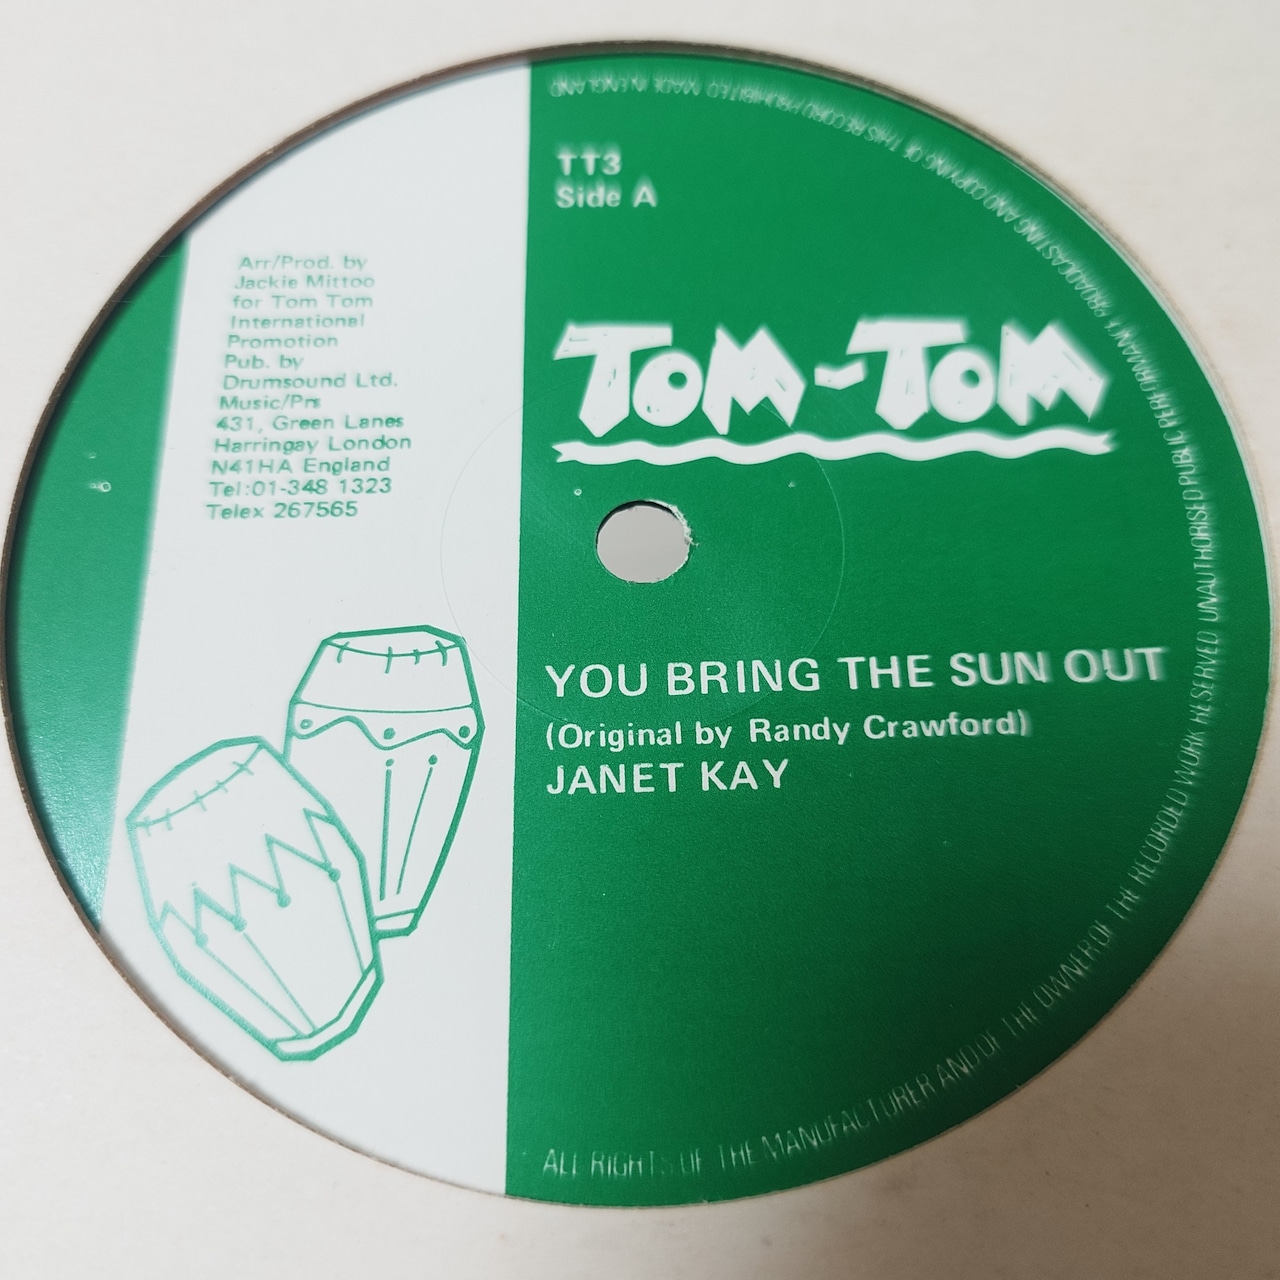 Arr/Prod. by
Jackie Mittoo
for Tom Tom
International
Promotion
Pub. by
Drumsound Ltd.
Music/Prs
431, Green Lanes
Harringay London
N41HA England
Tel:01-348 1323
Telex 267565
TT3
Side A
TOM-TOM
YOU BRING THE SUN OUT
(Original by Randy Crawford)
JANET KAY
ALL RIGHTS OF THE MANUFACTURER AND OF THE OWNER OF THE RECORDED WORK RESERVED UNAUTHORISED PUBLIC PERFORMANCE BROADCASTING AND COPYING OF THIS RECORD PROHIBITED MADE IN ENGLAND